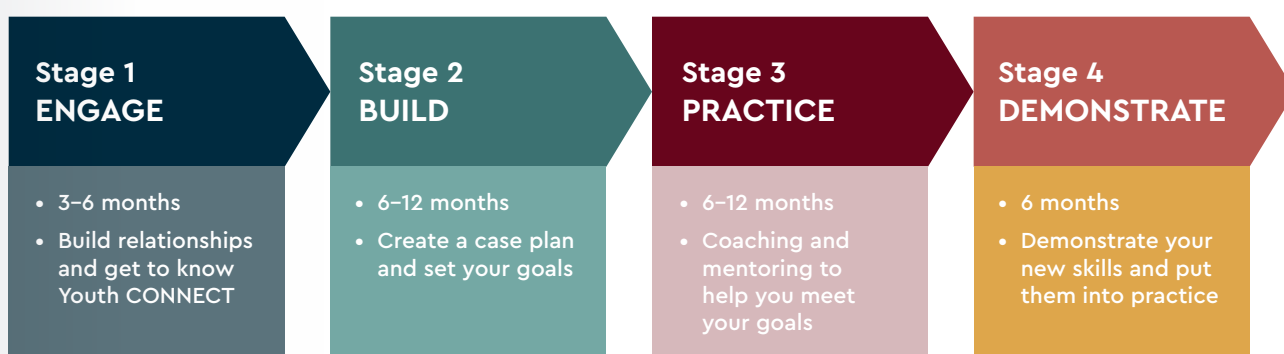 Stage 1
ENGAGE
• 3–6 months
• Build relationships
and get to know
Youth CONNECT
Stage 2
BUILD
• 6–12 months
• Create a case plan
and set your goals
Stage 3
PRACTICE
• 6–12 months
• Coaching and
mentoring to
help you meet
your goals
Stage 4
DEMONSTRATE
• 6 months
• Demonstrate your
new skills and put
them into practice